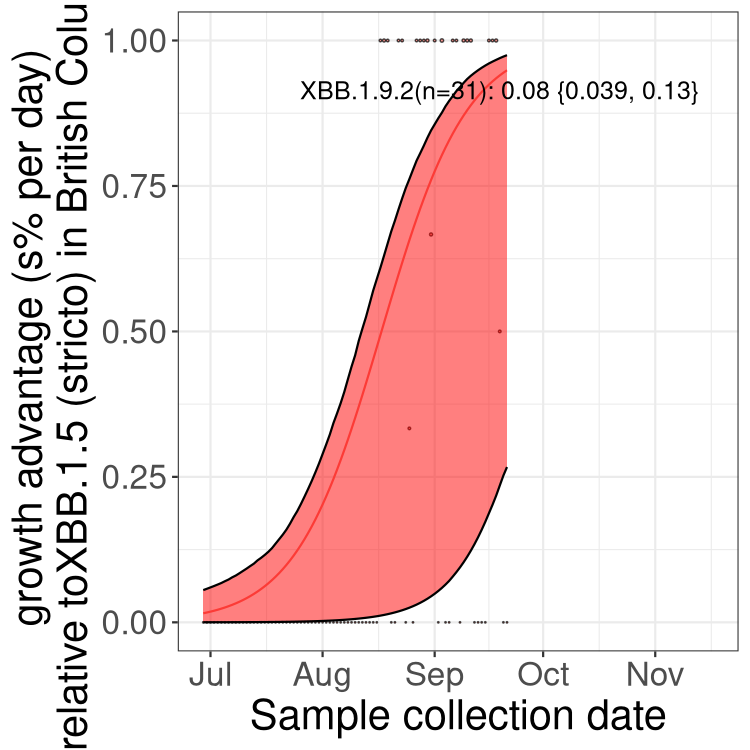 growth advantage (s% per day)
relative toXBB.1.5 (stricto) in British Colu
1.00
0.75
0.50
0.25
0.00
XBB.1.9.2(n=31): 0.08 {0.039, 0.13}
Jul Aug Sep Oct Nov
Sample collection date